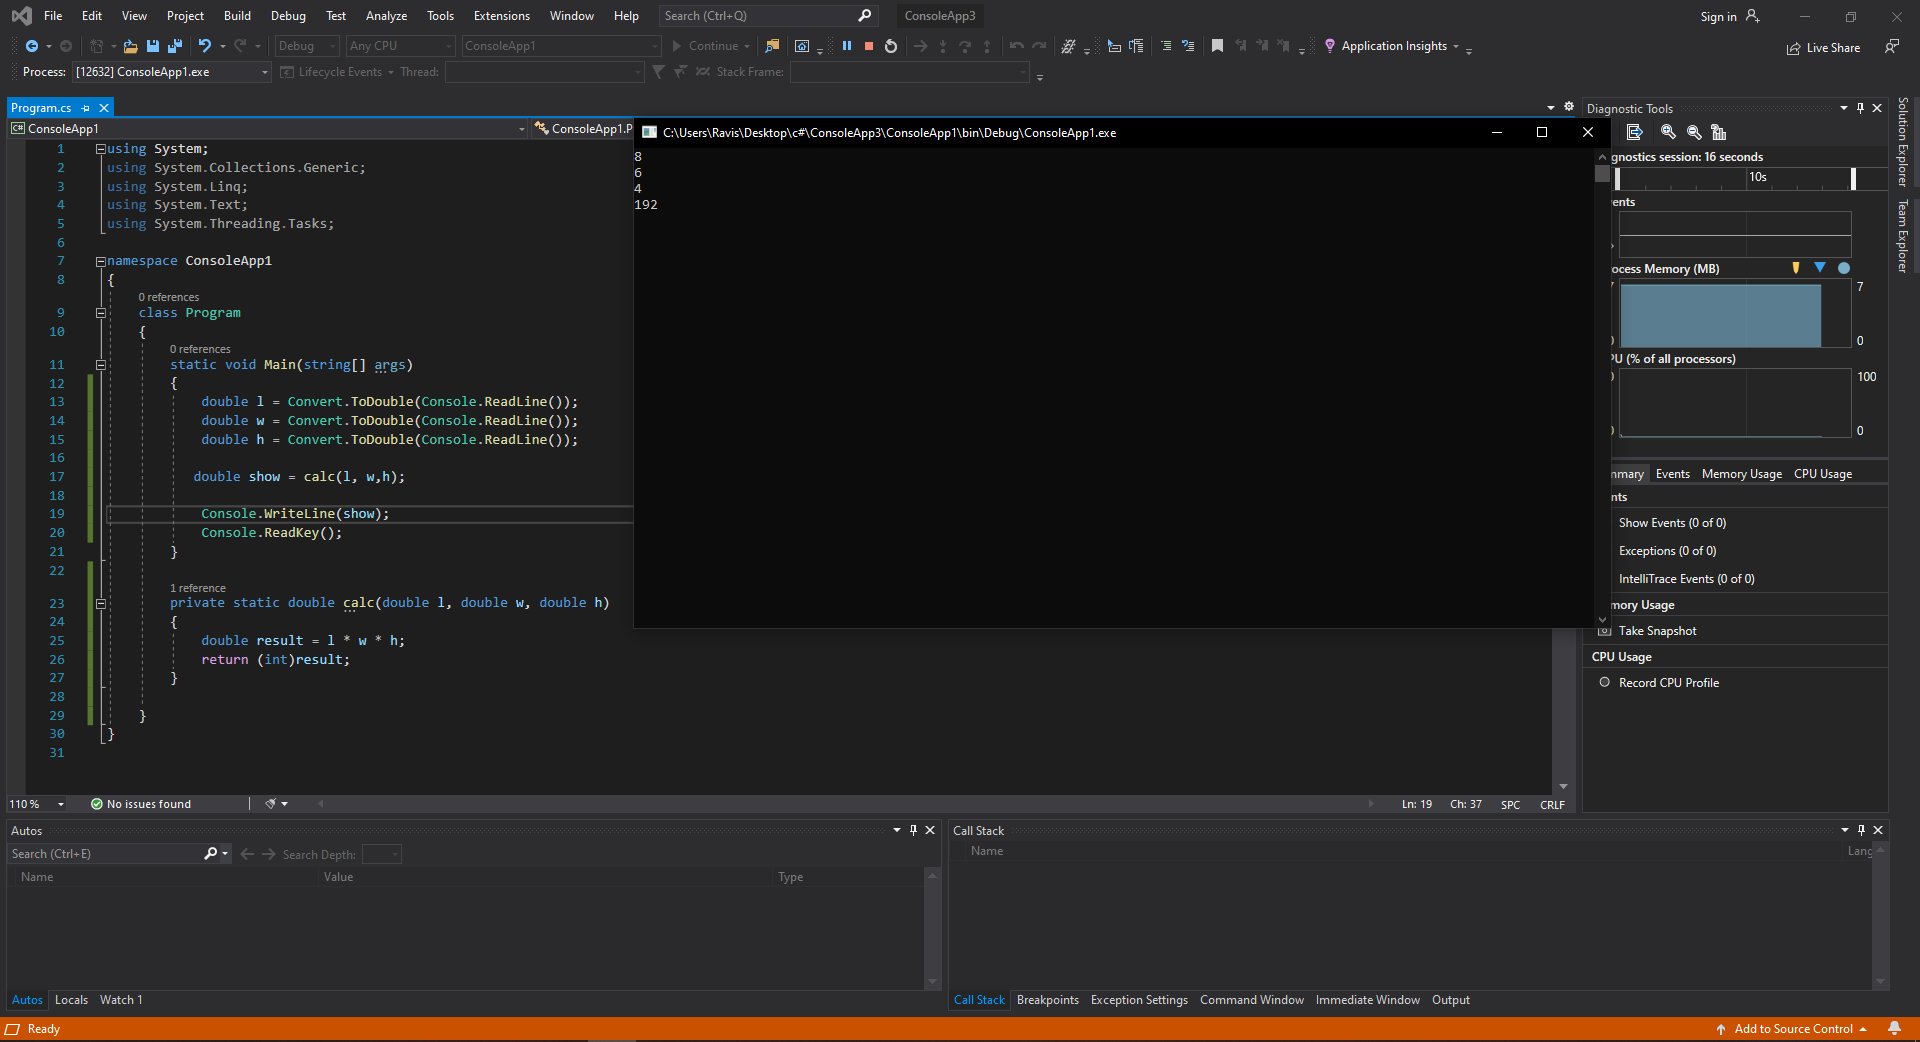 File Edit View Project Build Debug Test Analyze Tools Extensions Window Help Search (Ctrl+Q) ConsoleApp3 Sign in
Debug Any CPU ConsoleApp1 Continue Application Insights Live Share
Process: [12632] ConsoleApp1.exe Lifecycle Events Thread: Stack Frame:
Program.cs
ConsoleApp1 ConsoleApp1.P
1 using System;
2 using System.Collections.Generic;
3 using System.Linq;
4 using System.Text;
5 using System.Threading.Tasks;
6
7 namespace ConsoleApp1
8 {
0 references
9 class Program
10 {
0 references
11 static void Main(string[] args)
12 {
13 double l = Convert.ToDouble(Console.ReadLine());
14 double w = Convert.ToDouble(Console.ReadLine());
15 double h = Convert.ToDouble(Console.ReadLine());
16
17 double show = calc(l, w,h);
18
19 Console.WriteLine(show);
20 Console.ReadKey();
21 }
22
1 reference
23 private static double calc(double l, double w, double h)
24 {
25 double result = l * w * h;
26 return (int)result;
27 }
28
29 }
30 }
31
110 % No issues found Ln: 19 Ch: 37 SPC CRLF
C:\Users\Ravis\Desktop\c#\ConsoleApp3\ConsoleApp1\bin\Debug\ConsoleApp1.exe
8
6
4
192
Diagnostic Tools
gnostics session: 16 seconds
10s
ents
ocess Memory (MB)
7 7
0 0
PU (% of all processors)
0 100
0 0
mmary Events Memory Usage CPU Usage
nts
Show Events (0 of 0)
Exceptions (0 of 0)
IntelliTrace Events (0 of 0)
mory Usage
Take Snapshot
CPU Usage
Record CPU Profile
Solution Explorer
Team Explorer
Autos
Search (Ctrl+E) Search Depth:
Name Value Type
Autos Locals Watch 1
Call Stack
Name Lang
Call Stack Breakpoints Exception Settings Command Window Immediate Window Output
Ready Add to Source Control